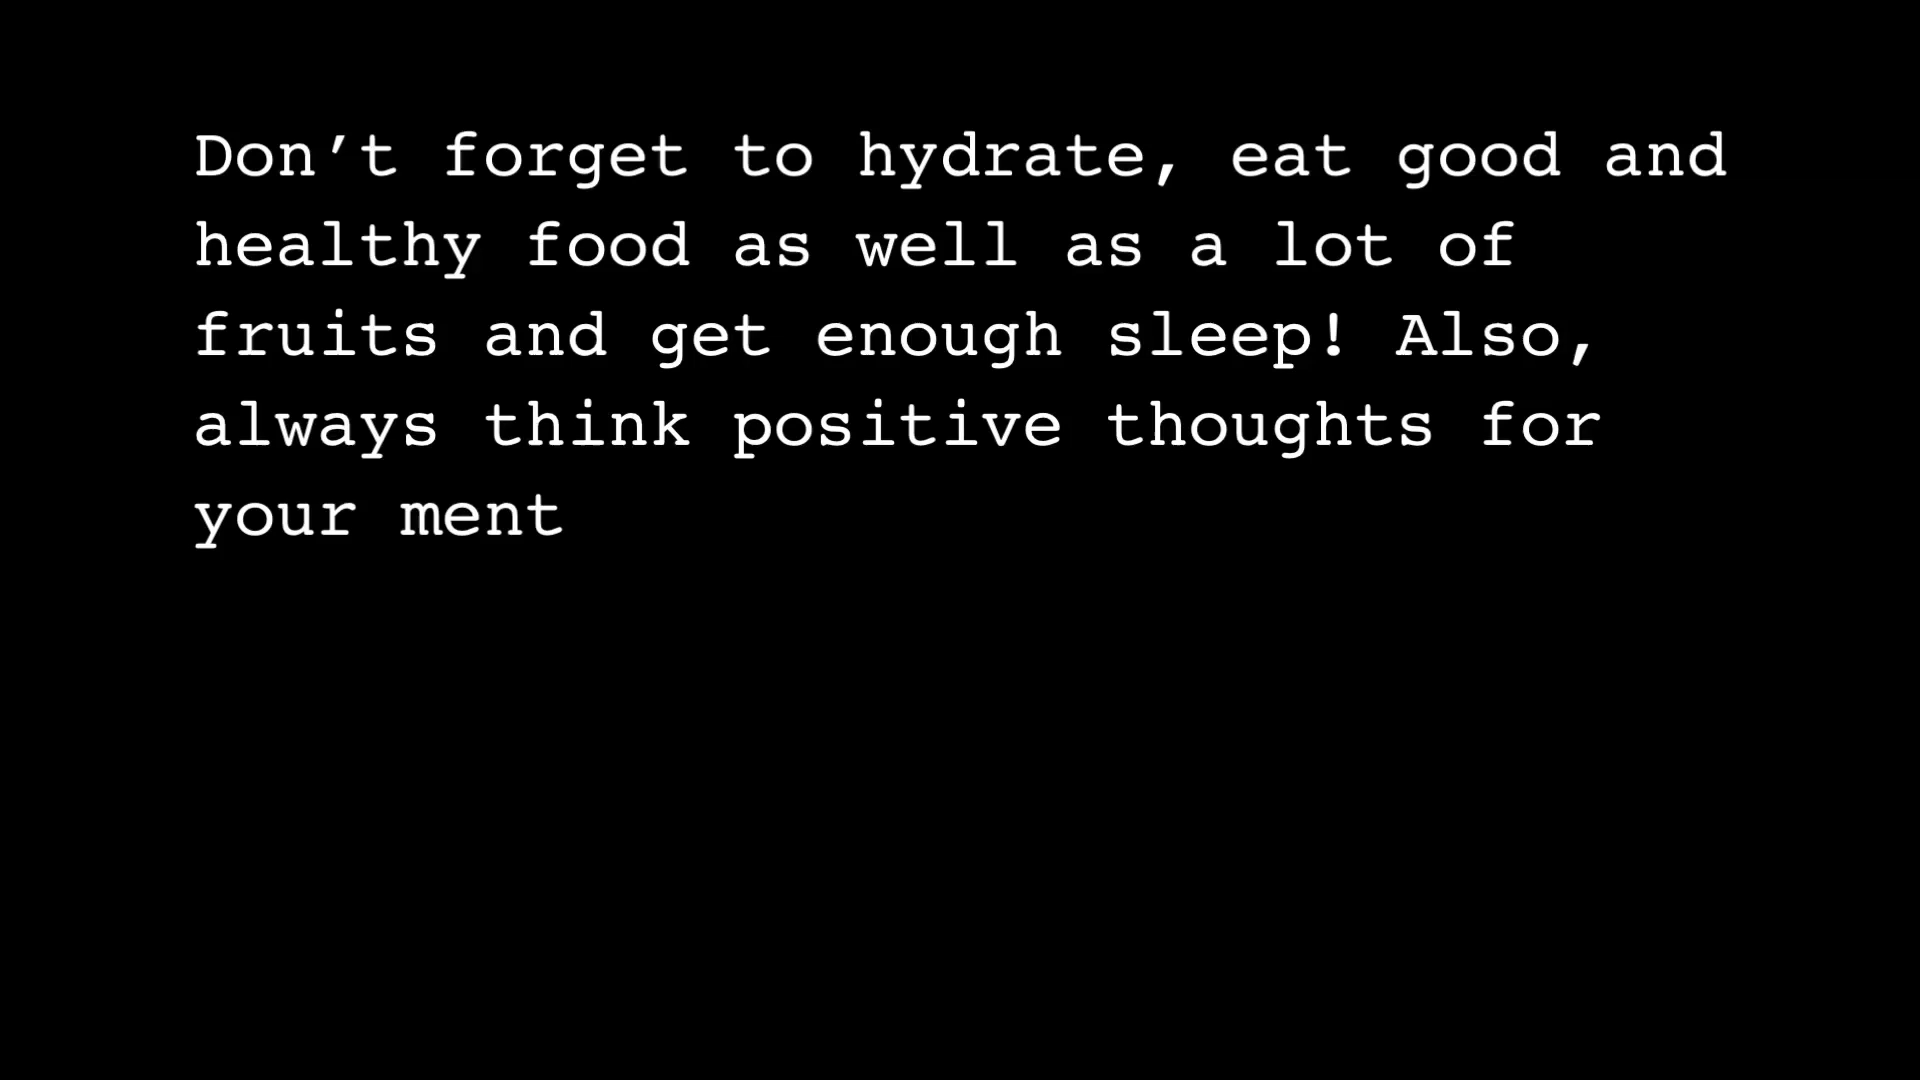 Don’t forget to hydrate, eat good and
healthy food as well as a lot of
fruits and get enough sleep! Also,
always think positive thoughts for
your ment